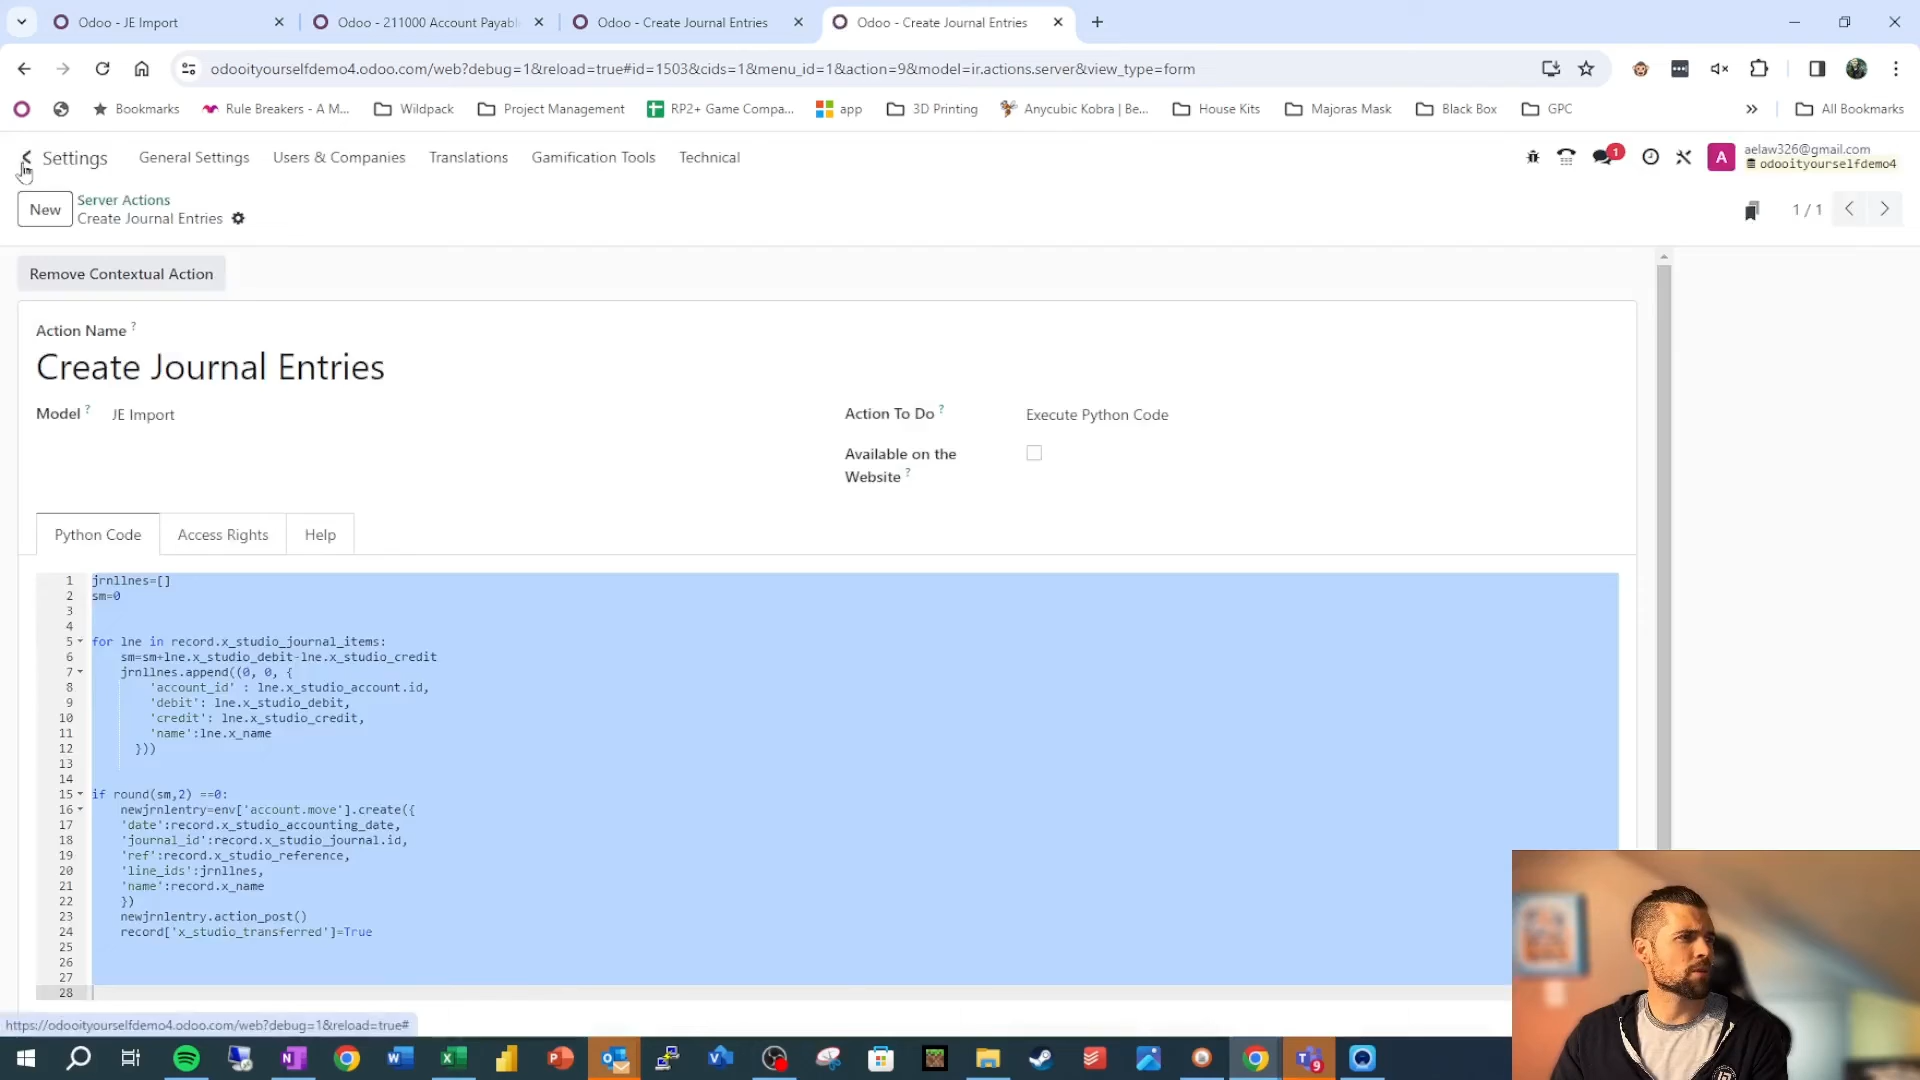 Odoo - JE Import
Odoo - 211000 Account Payabl
Odoo - Create Journal Entries
Odoo - Create Journal Entries
odooityourselfdemo4.odoo.com/web?debug=1&reload=true#id=1503&cids=1&menu_id=1&action=9&model=ir.actions.server&view_type=form
Bookmarks
Rule Breakers - A M...
Wildpack
Project Management
RP2+ Game Compa...
app
3D Printing
Anycubic Kobra | Be...
House Kits
Majoras Mask
Black Box
GPC
»
All Bookmarks
Settings
General Settings
Users & Companies
Translations
Gamification Tools
Technical
1
A
aelaw326@gmail.com
odooityourselfdemo4
New
Server Actions
Create Journal Entries
1 / 1
Remove Contextual Action
Action Name ?
Create Journal Entries
Model ?
JE Import
Action To Do ?
Execute Python Code
Available on the
Website ?
Python Code
Access Rights
Help
1 jrnllnes=[]
2 sm=0
3
4
5 for lne in record.x_studio_journal_items:
6 sm=sm+lne.x_studio_debit-lne.x_studio_credit
7 jrnllnes.append((0, 0, {
8 'account_id' : lne.x_studio_account.id,
9 'debit': lne.x_studio_debit,
10 'credit': lne.x_studio_credit,
11 'name':lne.x_name
12 }))
13
14
15 if round(sm,2) ==0:
16 newjrnlentry=env['account.move'].create({
17 'date':record.x_studio_accounting_date,
18 'journal_id':record.x_studio_journal.id,
19 'ref':record.x_studio_reference,
20 'line_ids':jrnllnes,
21 'name':record.x_name
22 })
23 newjrnlentry.action_post()
24 record['x_studio_transferred']=True
25
26
27
28
https://odooityourselfdemo4.odoo.com/web?debug=1&reload=true#
9